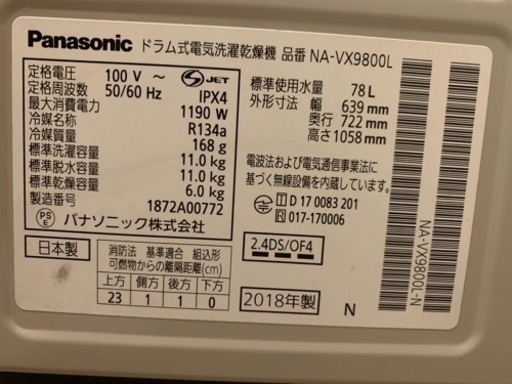 Panasonic ドラム式電気洗濯乾燥機 品番 NA-VX9800L
定格電圧 100 V ～ S JET
定格周波数 50/60 Hz IPX4
最大消費電力 1190 W
冷媒名称 R134a
冷媒質量 168 g
標準洗濯容量 11.0 kg
標準脱水容量 11.0 kg
標準乾燥容量 6.0 kg
製造番号 1872A00772
PSE パナソニック株式会社
日本製
消防法 基準適合 組込形
可燃物からの離隔距離(cm)
上方 側方 後方 下方
23 1 1 0
標準使用水量 78 L
外形寸法：幅 639 mm
奥行 722 mm
高さ 1058 mm
電波法および電気通信事業法に
基づく無線設備を内蔵しています。
R T D 17 0083 201
R 017-170006
2.4DS/OF4
2018年製 N
NA-VX9800L-N